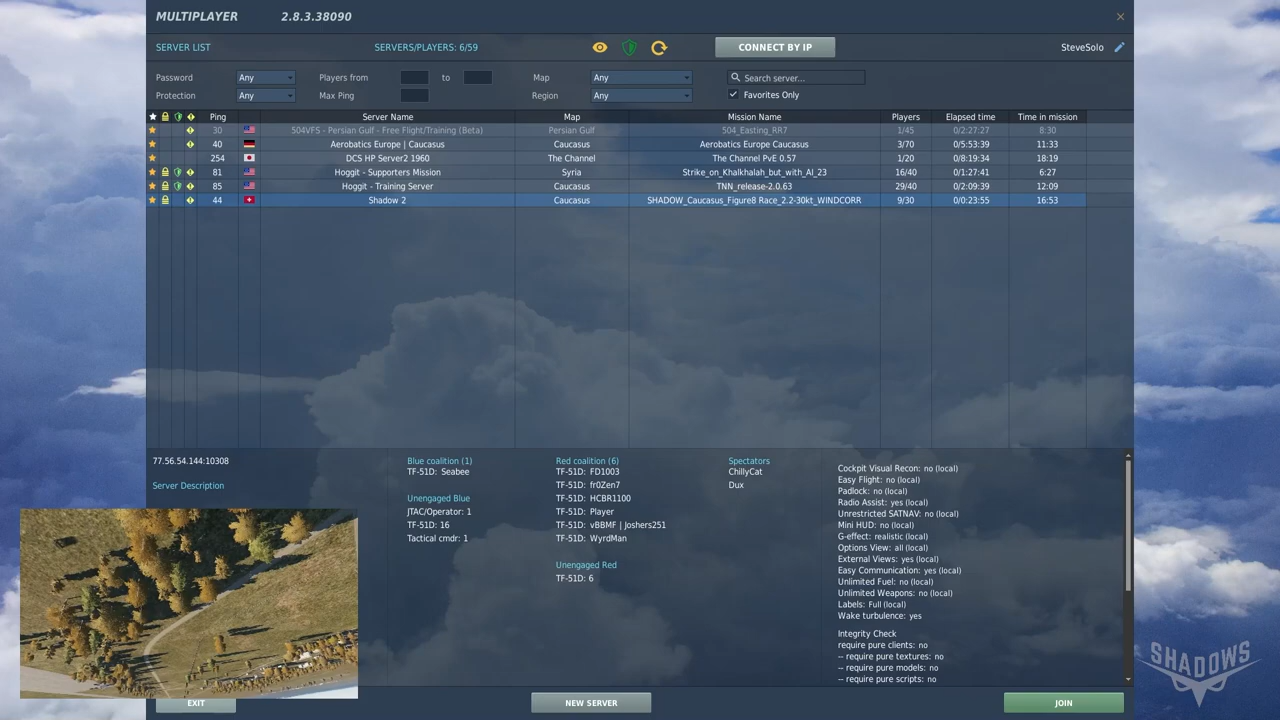 MULTIPLAYER 2.8.3.38090
SERVER LIST SERVERS/PLAYERS: 6/59 CONNECT BY IP SteveSolo
Password Any Players from to Map Any Search server...
Protection Any Max Ping Region Any Favorites Only
Ping Server Name Map Mission Name Players Elapsed time Time in mission
30 504VFS - Persian Gulf - Free Flight/Training (Beta) Persian Gulf 504_Easting_RR7 1/45 0/2:27.27 8:30
40 Aerobatics Europe | Caucasus Caucasus Aerobatics Europe Caucasus 3/70 0/5:53:39 11:33
254 DCS HP Server2 1960 The Channel The Channel PvE 0.57 1/20 0/8:19:34 18:19
81 Hoggit - Supporters Mission Syria Strike_on_Khalkhalah_but_with_AI_23 16/40 0/1:27:41 6:27
85 Hoggit - Training Server Caucasus TNN_release-2.0.63 29/40 0/2:09:39 12:09
44 Shadow 2 Caucasus SHADOW_Caucasus_Figure8 Race_2.2-30kt_WINDCORR 9/30 0/0:23:55 16:53
77.56.54.144:10308
Server Description
Blue coalition (1)
TF-51D: Seabee
Unengaged Blue
JTAC/Operator: 1
TF-51D: 16
Tactical cmdr: 1
Red coalition (6)
TF-51D: FD1003
TF-51D: fr0Zen7
TF-51D: HCBR1100
TF-51D: Player
TF-51D: vBBMF | Joshers251
TF-51D: WyrdMan
Unengaged Red
TF-51D: 6
Spectators
ChillyCat
Dux
Cockpit Visual Recon: no (local)
Easy Flight: no (local)
Padlock: no (local)
Radio Assist: yes (local)
Unrestricted SATNAV: no (local)
Mini HUD: no (local)
G-effect: realistic (local)
Options View: all (local)
External Views: yes (local)
Easy Communication: yes (local)
Unlimited Fuel: no (local)
Unlimited Weapons: no (local)
Labels: Full (local)
Wake turbulence: yes
Integrity Check
require pure clients: no
-- require pure textures: no
-- require pure models: no
-- require pure scripts: no
SHADOWS
EXIT NEW SERVER JOIN